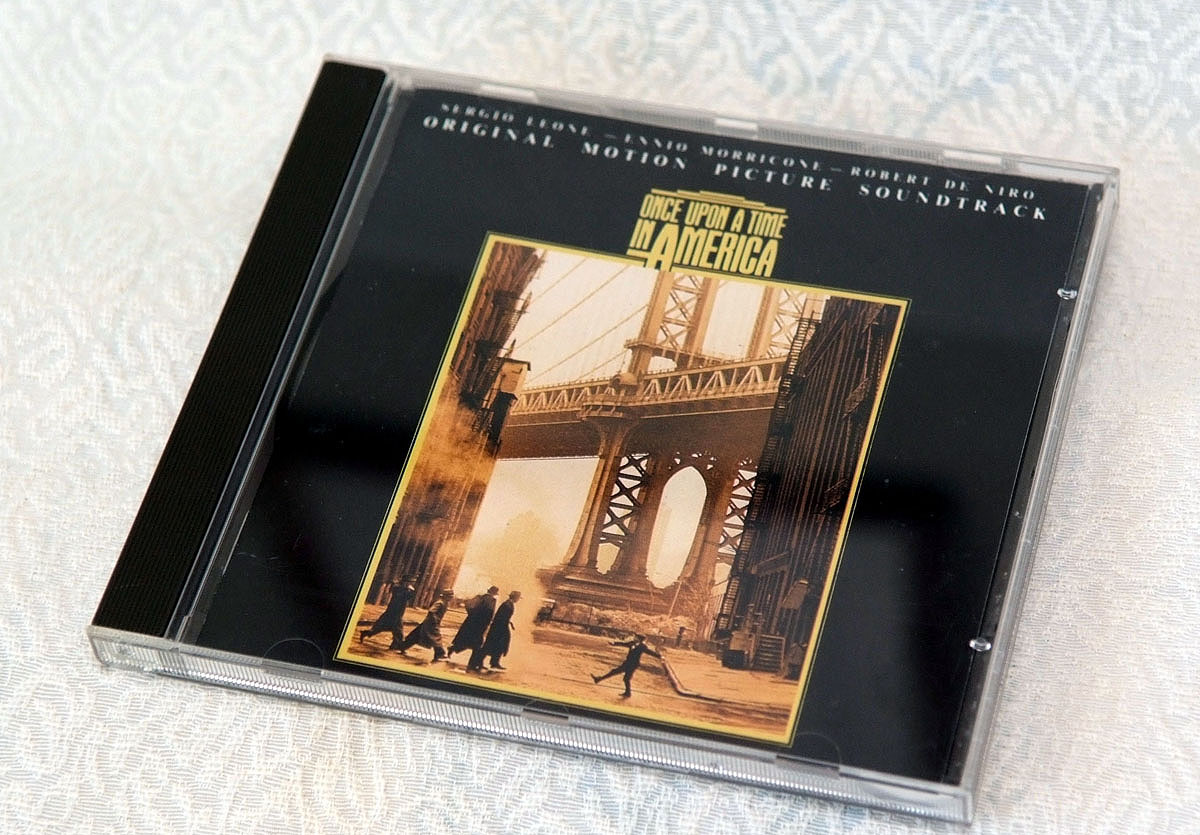 SERGIO LEONE – ENNIO MORRICONE – ROBERT DE NIRO
ORIGINAL MOTION PICTURE SOUNDTRACK
ONCE UPON A TIME
IN AMERICA